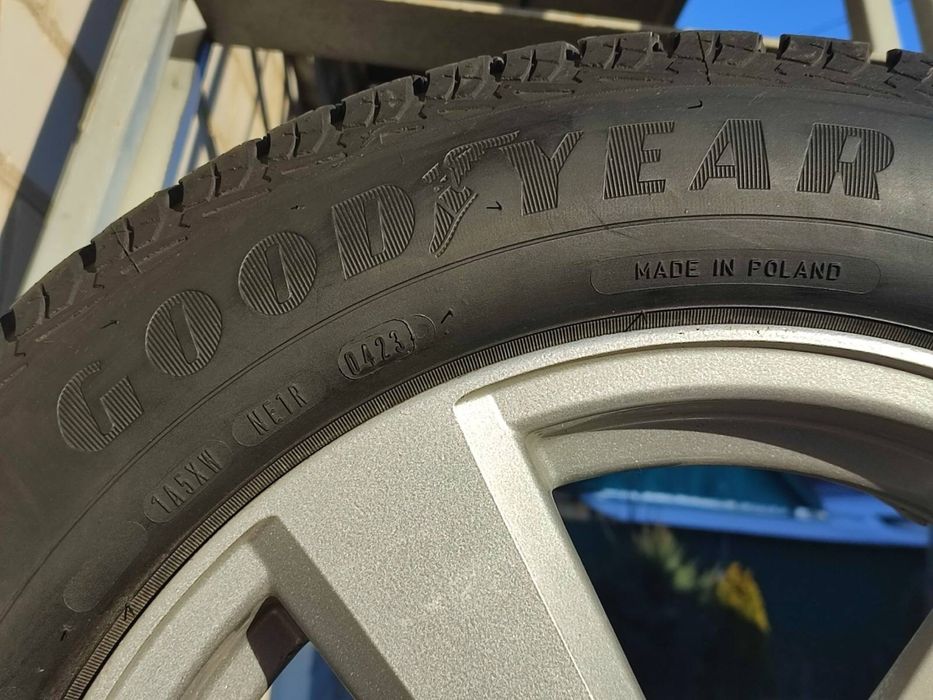 GOODYEAR
MADE IN POLAND
1A5XW NE1R 0423